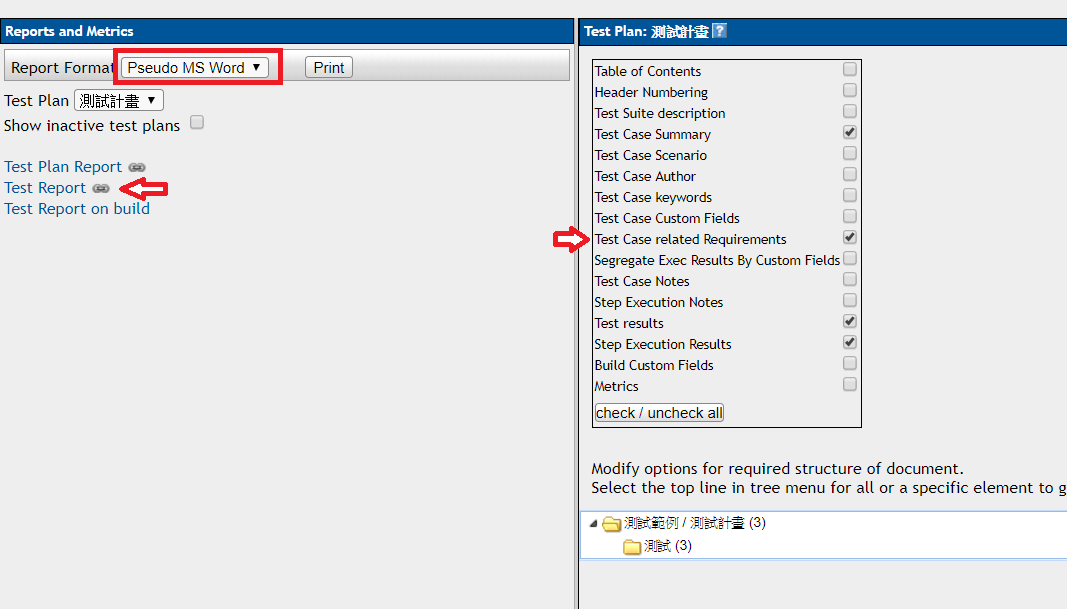 Reports and Metrics
Report Format Pseudo MS Word Print
Test Plan 測試計畫
Show inactive test plans
Test Plan Report
Test Report
Test Report on build
Test Plan: 測試計畫 ?
Table of Contents
Header Numbering
Test Suite description
Test Case Summary
Test Case Scenario
Test Case Author
Test Case keywords
Test Case Custom Fields
Test Case related Requirements
Segregate Exec Results By Custom Fields
Test Case Notes
Step Execution Notes
Test results
Step Execution Results
Build Custom Fields
Metrics
check / uncheck all
Modify options for required structure of document.
Select the top line in tree menu for all or a specific element to g
測試範例 / 測試計畫 (3)
測試 (3)